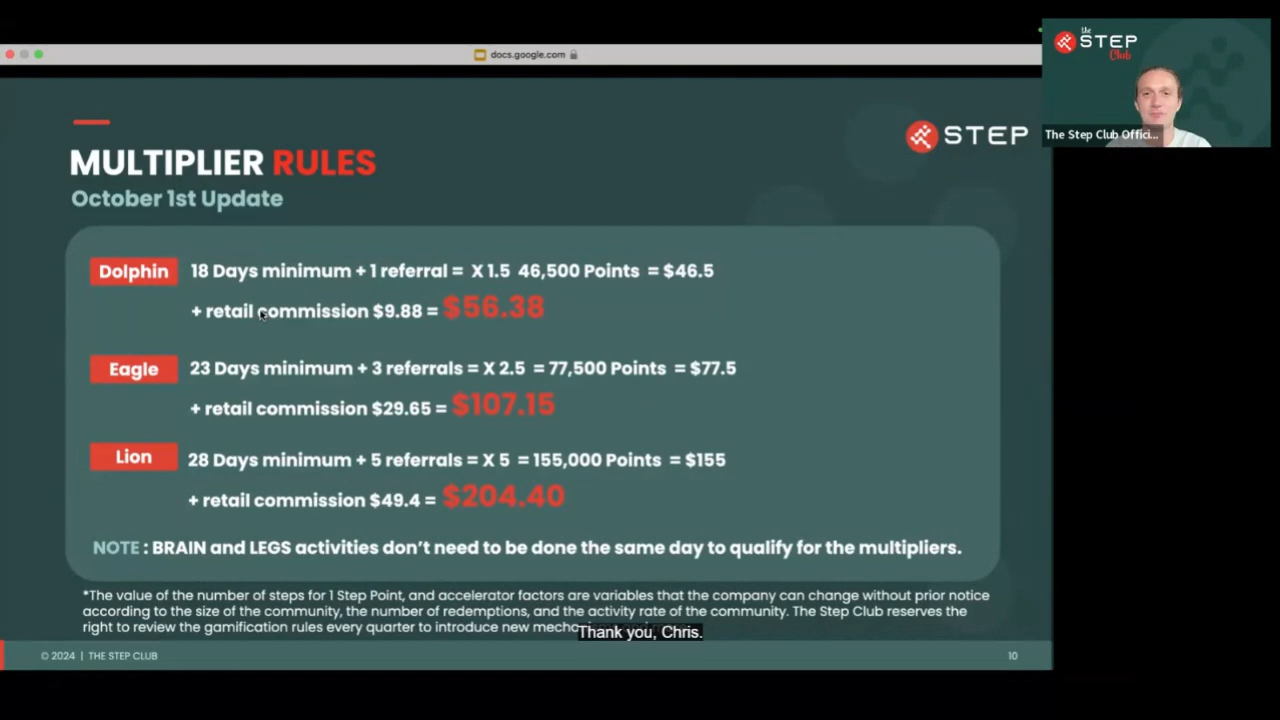 docs.google.com
the
STEP
Club
The Step Club Offici...
STEP
MULTIPLIER RULES
October 1st Update
Dolphin 18 Days minimum + 1 referral = X 1.5 46,500 Points = $46.5
+ retail commission $9.88 = $56.38
Eagle 23 Days minimum + 3 referrals = X 2.5 = 77,500 Points = $77.5
+ retail commission $29.65 = $107.15
Lion 28 Days minimum + 5 referrals = X 5 = 155,000 Points = $155
+ retail commission $49.4 = $204.40
NOTE : BRAIN and LEGS activities don't need to be done the same day to qualify for the multipliers.
*The value of the number of steps for 1 Step Point, and accelerator factors are variables that the company can change without prior notice
according to the size of the community, the number of redemptions, and the activity rate of the community. The Step Club reserves the
right to review the gamification rules every quarter to introduce new
Thank you, Chris.
© 2024 | THE STEP CLUB
10